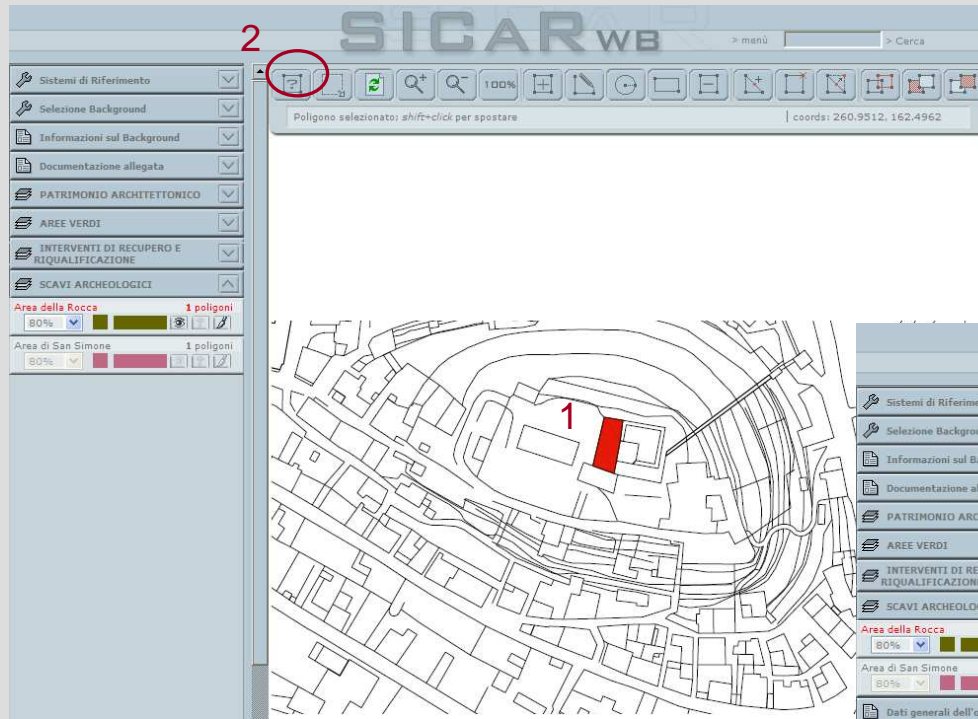 2
SICAR WB
> menù
> Cerca
Sistemi di Riferimento
Selezione Background
Informazioni sul Background
Documentazione allegata
PATRIMONIO ARCHITETTONICO
AREE VERDI
INTERVENTI DI RECUPERO E
RIQUALIFICAZIONE
SCAVI ARCHEOLOGICI
Area della Rocca 1 poligoni
80%
Area di San Simone 1 poligoni
80%
? 100%
Poligono selezionato; shift+click per spostare | coords: 260.9512, 162.4962
1
Sistemi di Riferime
Selezione Backgrou
Informazioni sul Ba
Documentazione al
PATRIMONIO ARC
AREE VERDI
INTERVENTI DI RE
RIQUALIFICAZION
SCAVI ARCHEOLO
Area della Rocca
80%
Area di San Simone
80%
Dati generali dell'o